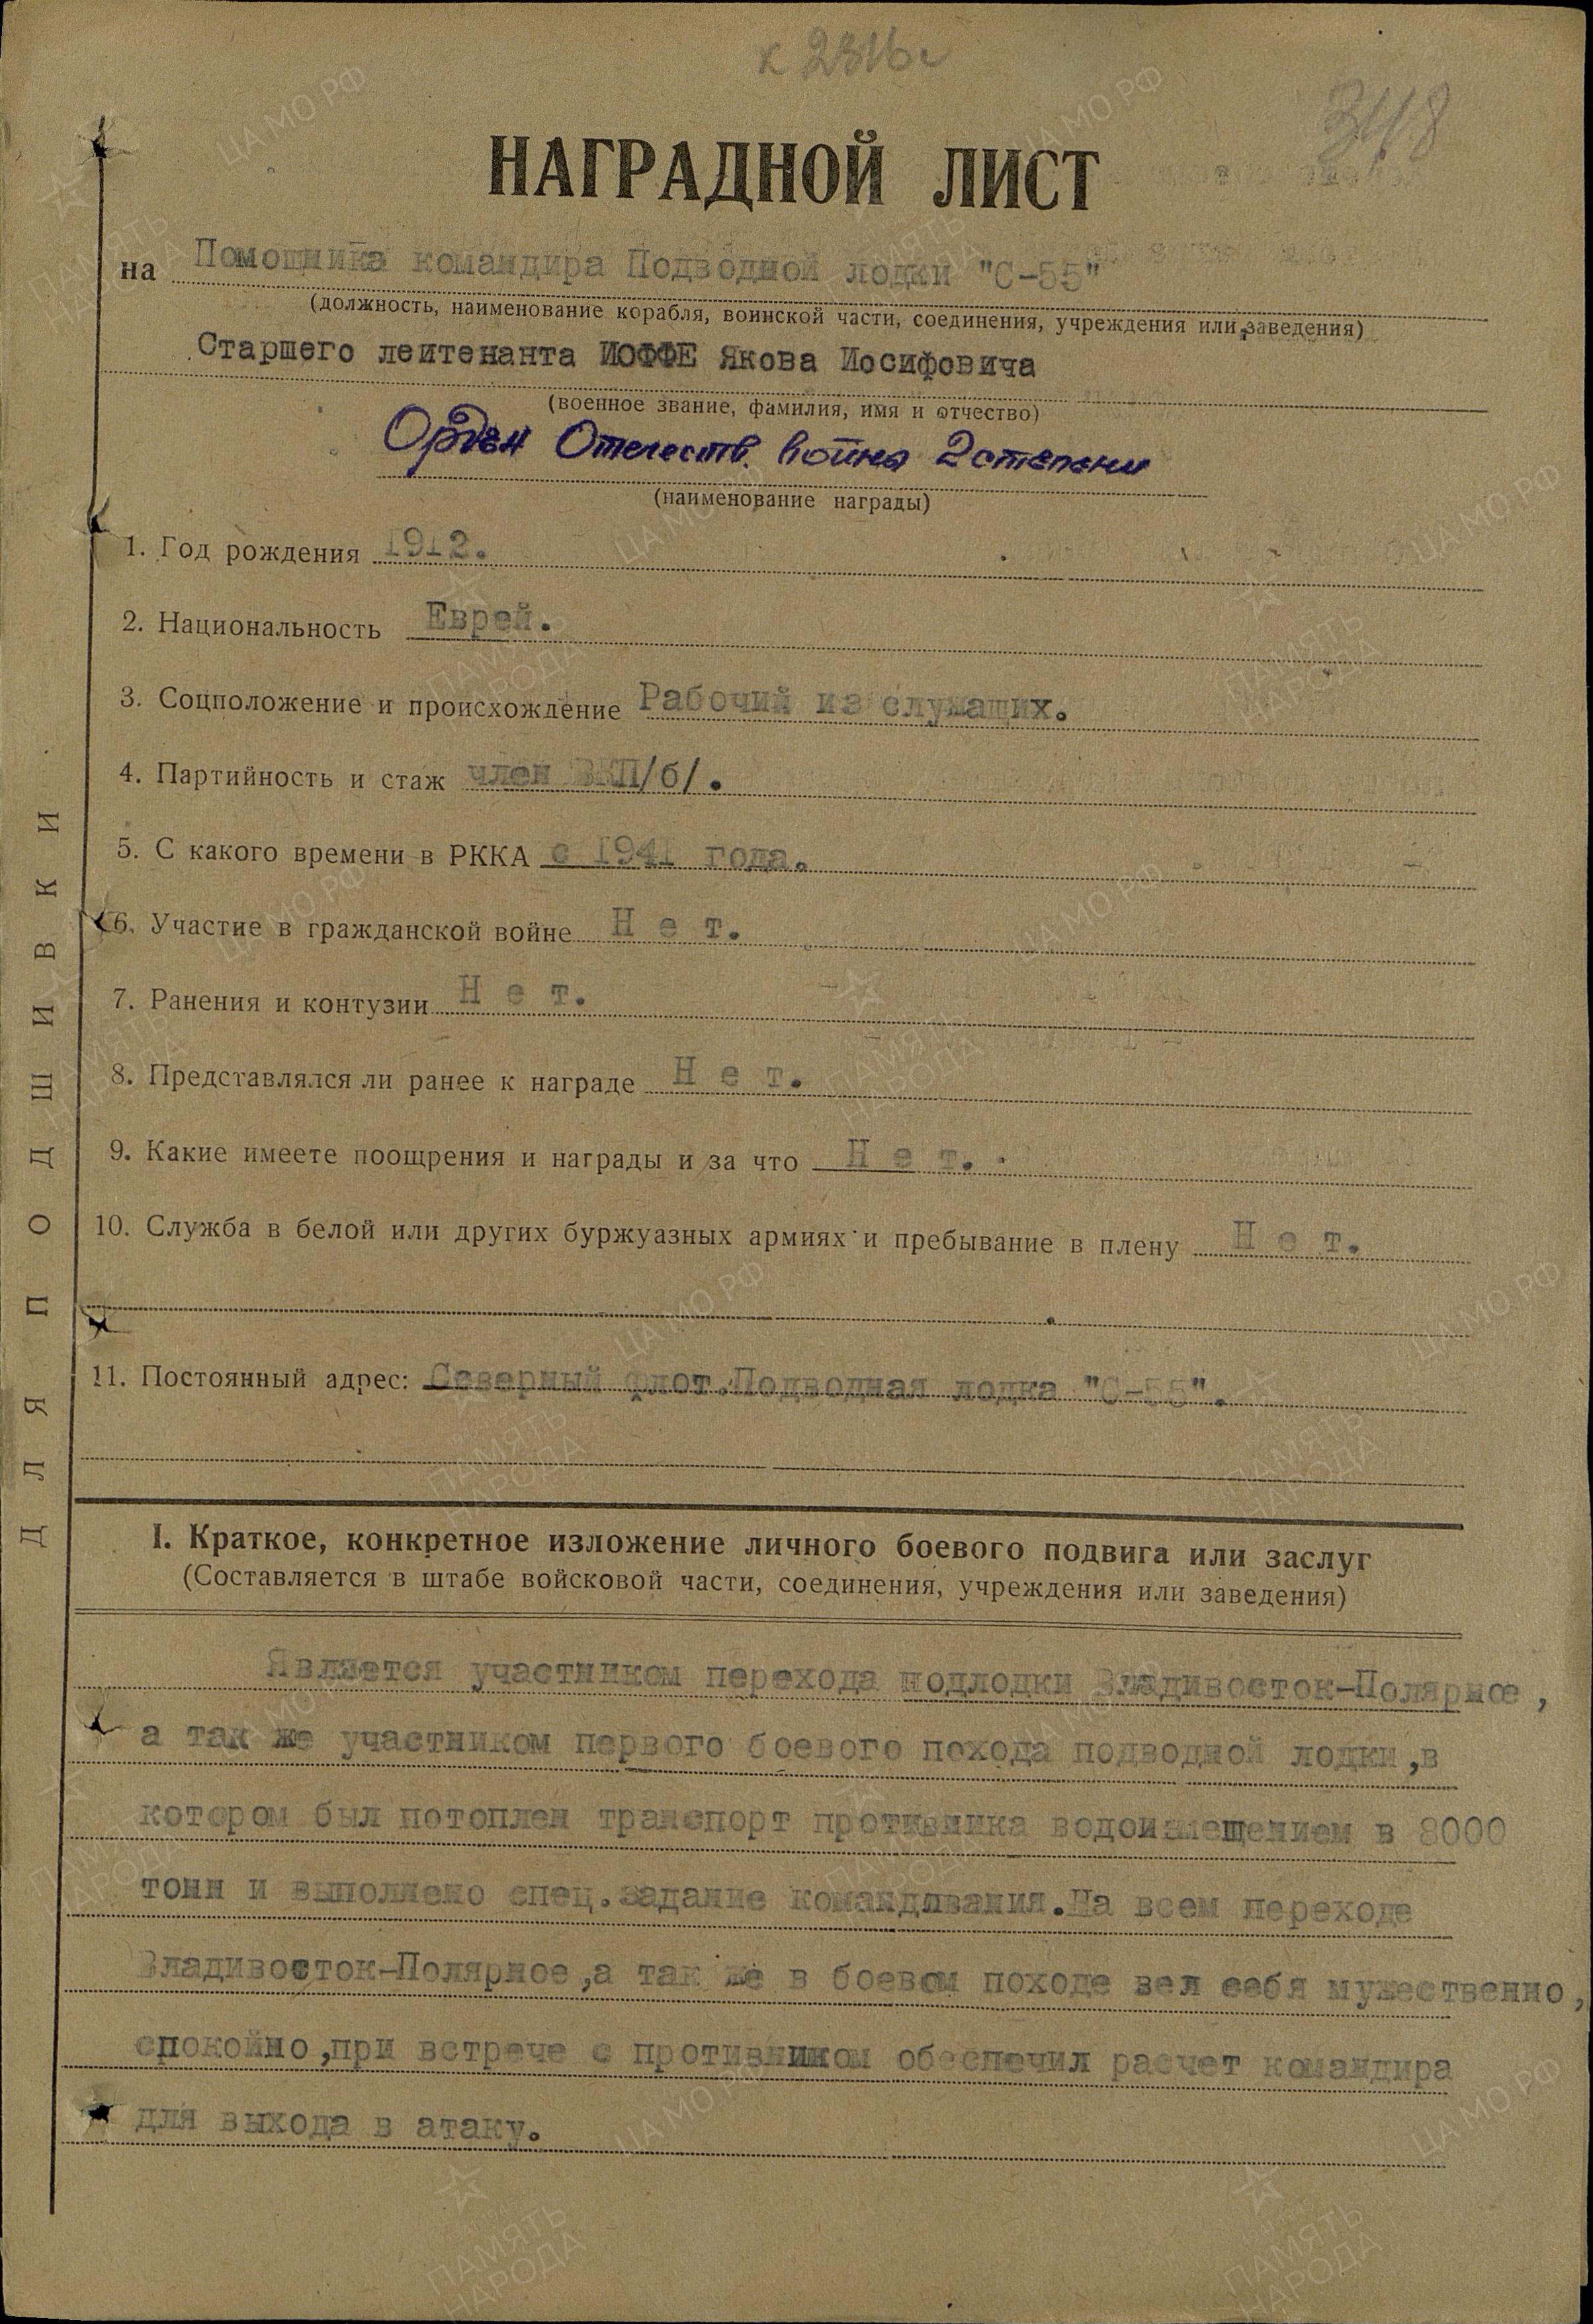 к 2316с
348
НАГРАДНОЙ ЛИСТ
на Помощника командира Подводной лодки "С-55"
(должность, наименование корабля, воинской части, соединения, учреждения или заведения)
Старшего лейтенанта ИОФФЕ Якова Иосифовича
(военное звание, фамилия, имя и отчество)
Орден Отечеств. война 2 степени
(наименование награды)
1. Год рождения 1912.
2. Национальность Еврей.
3. Соцположение и происхождение Рабочий из служащих.
4. Партийность и стаж член ВКП/б/.
5. С какого времени в РККА с 1941 года.
6. Участие в гражданской войне Н е т.
7. Ранения и контузии Н е т.
8. Представлялся ли ранее к награде Н е т.
9. Какие имеете поощрения и награды и за что Н е т.
10. Служба в белой или других буржуазных армиях и пребывание в плену Н е т.
11. Постоянный адрес: Северный флот.Подводная лодка "С-55".
ДЛЯ ПОДШИВКИ
I. Краткое, конкретное изложение личного боевого подвига или заслуг
(Составляется в штабе войсковой части, соединения, учреждения или заведения)
Является участником перехода подлодки Владивосток-Полярное,
а так же участником первого боевого похода подводной лодки,в
котором был потоплен транспорт противника водоизмещением в 8000
тонн и выполнено спец.задание командования.На всем переходе
Владивосток-Полярное,а так же в боевом походе вел себя мужественно,
спокойно,при встрече с противником обеспечил расчет командира
для выхода в атаку.
ЦА МО РФ
ПАМЯТЬ НАРОДА